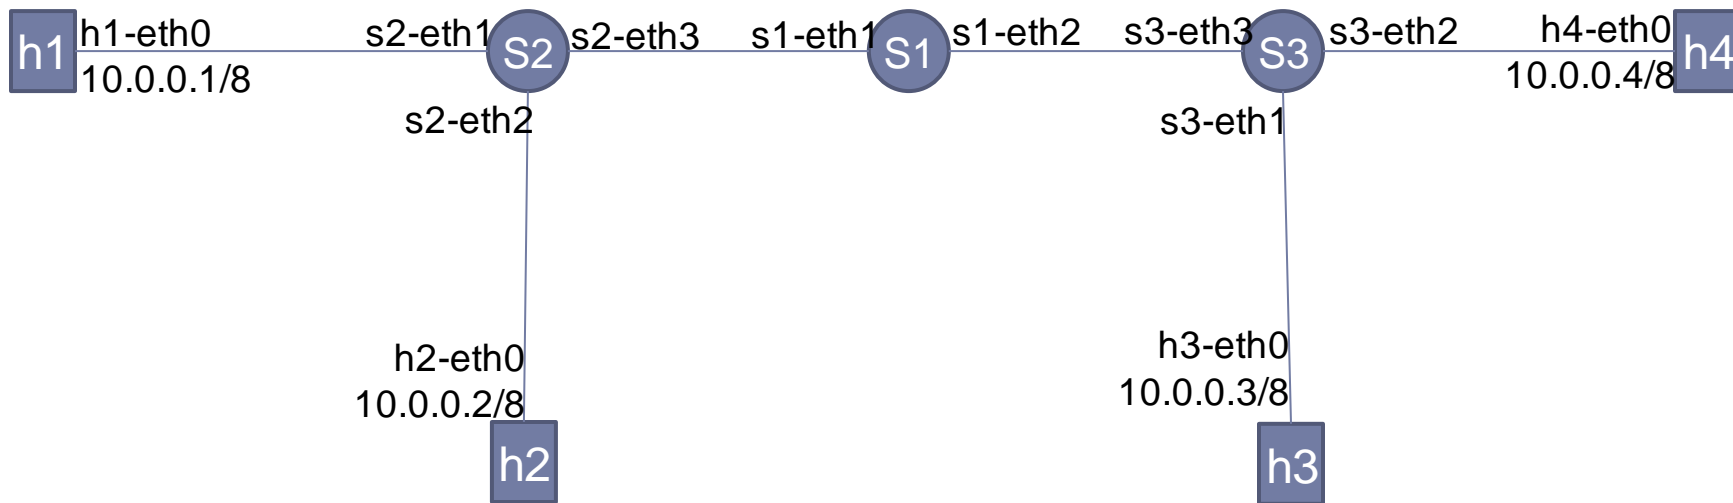 h1
h1-eth0
10.0.0.1/8
s2-eth1
S2
s2-eth3
s2-eth2
s1-eth1
S1
s1-eth2
s3-eth3
S3
s3-eth2
s3-eth1
h4-eth0
10.0.0.4/8
h4
h2-eth0
10.0.0.2/8
h2
h3-eth0
10.0.0.3/8
h3